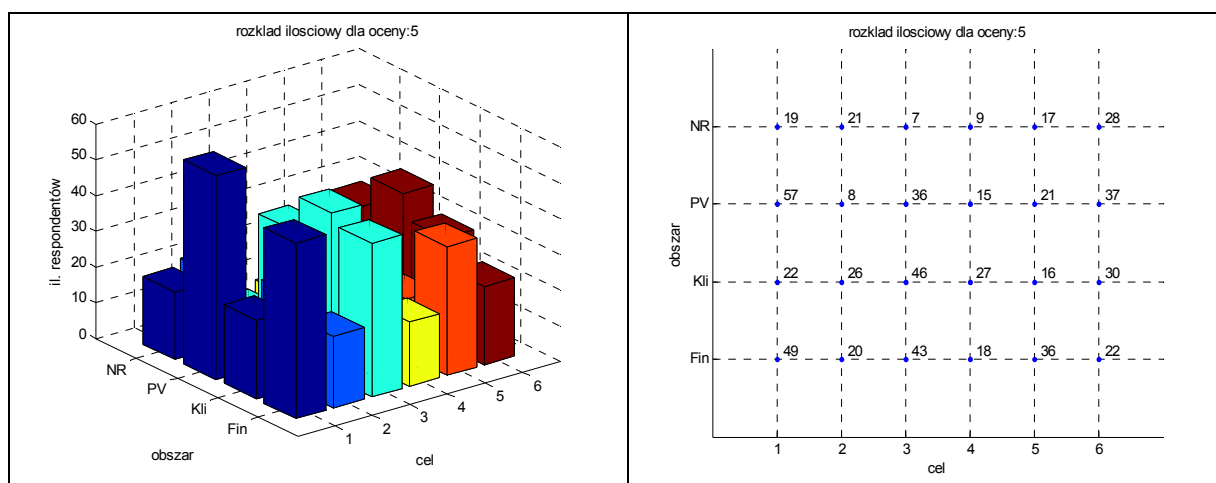 rozklad ilosciowy dla oceny:5
60
50
40
30
20
10
0
il. respondentów
NR
PV
Kli
Fin
obszar
1
2
3
4
5
6
cel
rozklad ilosciowy dla oceny:5
NR 19 21 7 9 17 28
PV 57 8 36 15 21 37
obszar
Kli 22 26 46 27 16 30
Fin 49 20 43 18 36 22
1 2 3 4 5 6
cel